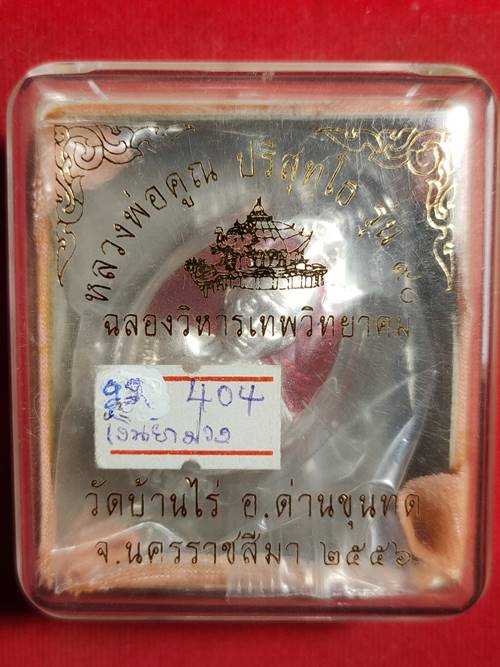 หลวงพ่อคูณ ปริสุทฺโธ รุ่น ๙๐
ฉลองวิหารเทพวิทยาคม
404
เงินยาม่วง
วัดบ้านไร่ อ.ด่านขุนทด
จ.นครราชสีมา ๒๕๕๖